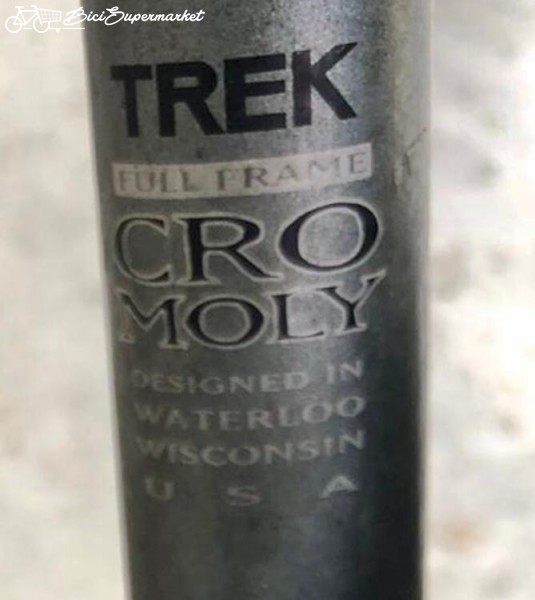 BiciSupermarket
TREK
FULL FRAME
CRO
MOLY
DESIGNED IN
WATERLOO
WISCONSIN
U S A